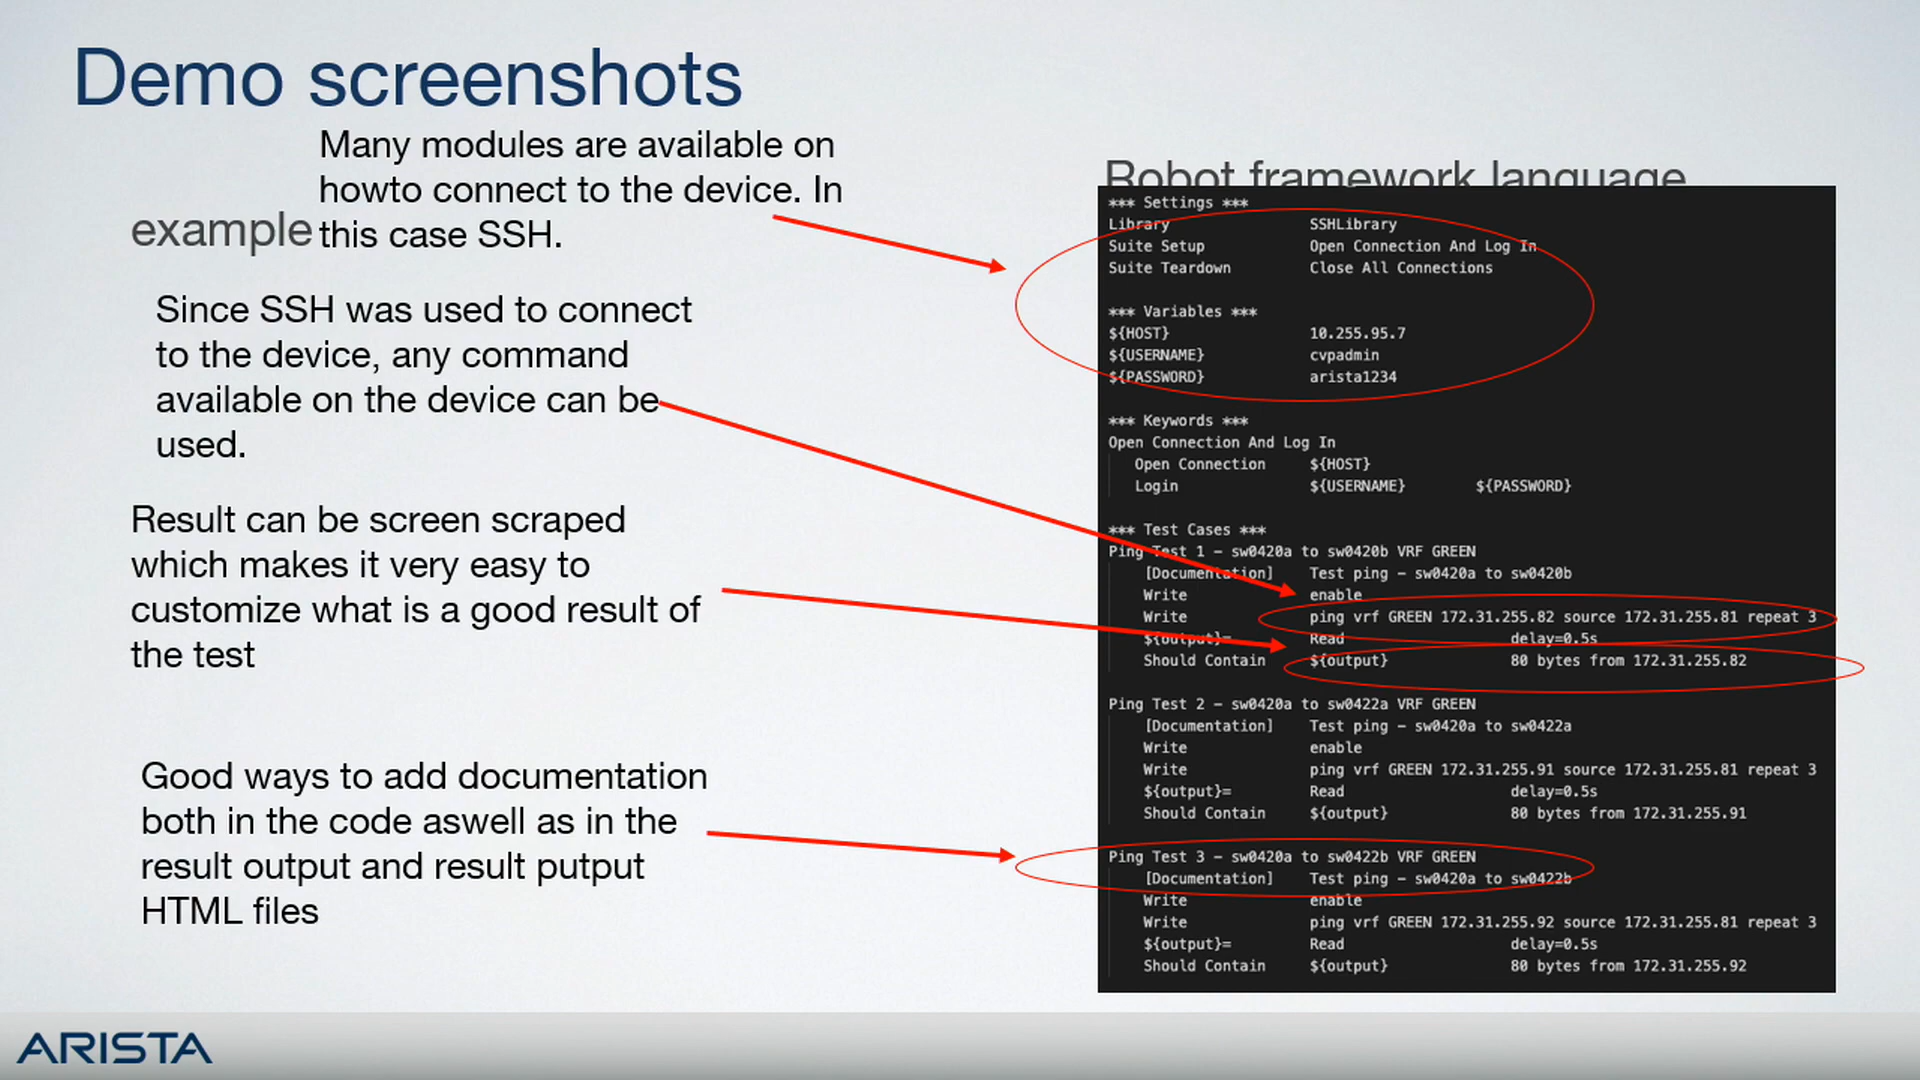 Demo screenshots
Many modules are available on
howto connect to the device. In
this case SSH.
Robot framework language
example
Since SSH was used to connect
to the device, any command
available on the device can be
used.
Result can be screen scraped
which makes it very easy to
customize what is a good result of
the test
Good ways to add documentation
both in the code aswell as in the
result output and result putput
HTML files
*** Settings ***
Library SSHLibrary
Suite Setup Open Connection And Log In
Suite Teardown Close All Connections
*** Variables ***
${HOST} 10.255.95.7
${USERNAME} cvpadmin
${PASSWORD} arista1234
*** Keywords ***
Open Connection And Log In
Open Connection ${HOST}
Login ${USERNAME} ${PASSWORD}
*** Test Cases ***
Ping Test 1 – sw0420a to sw0420b VRF GREEN
[Documentation] Test ping – sw0420a to sw0420b
Write enable
Write ping vrf GREEN 172.31.255.82 source 172.31.255.81 repeat 3
${output}= Read delay=0.5s
Should Contain ${output} 80 bytes from 172.31.255.82
Ping Test 2 – sw0420a to sw0422a VRF GREEN
[Documentation] Test ping – sw0420a to sw0422a
Write enable
Write ping vrf GREEN 172.31.255.91 source 172.31.255.81 repeat 3
${output}= Read delay=0.5s
Should Contain ${output} 80 bytes from 172.31.255.91
Ping Test 3 – sw0420a to sw0422b VRF GREEN
[Documentation] Test ping – sw0420a to sw0422b
Write enable
Write ping vrf GREEN 172.31.255.92 source 172.31.255.81 repeat 3
${output}= Read delay=0.5s
Should Contain ${output} 80 bytes from 172.31.255.92
ARISTA